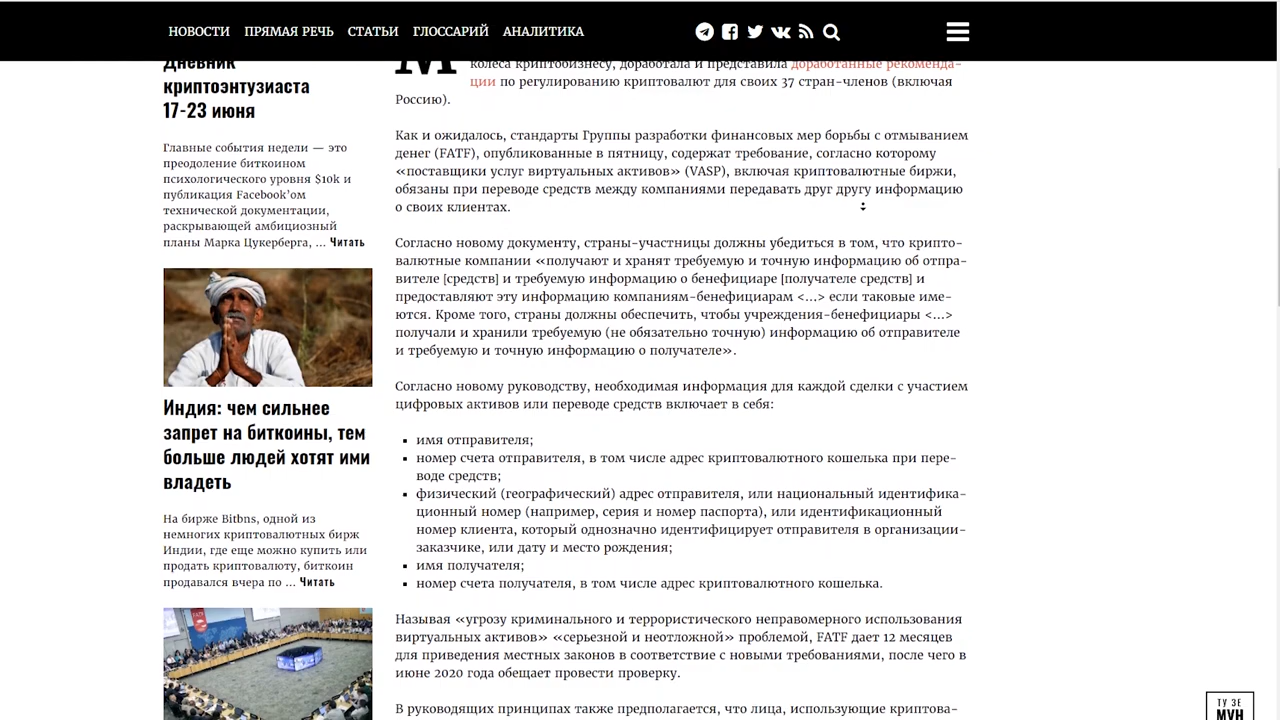 НОВОСТИ ПРЯМАЯ РЕЧЬ СТАТЬИ ГЛОССАРИЙ АНАЛИТИКА
Дневник
криптоэнтузиаста
17-23 июня
Главные события недели — это
преодоление биткоином
психологического уровня $10k и
публикация Facebook’ом
технической документации,
раскрывающей амбициозный
планы Марка Цукерберга, ... Читать
Индия: чем сильнее
запрет на биткоины, тем
больше людей хотят ими
владеть
На бирже Bitbns, одной из
немногих криптовалютных бирж
Индии, где еще можно купить или
продать криптовалюту, биткоин
продавался вчера по ... Читать
М
колеса криптобизнесу, доработала и представила доработанные рекоменда-
ции по регулированию криптовалют для своих 37 стран-членов (включая
Россию).
Как и ожидалось, стандарты Группы разработки финансовых мер борьбы с отмыванием
денег (FATF), опубликованные в пятницу, содержат требование, согласно которому
«поставщики услуг виртуальных активов» (VASP), включая криптовалютные биржи,
обязаны при переводе средств между компаниями передавать друг другу информацию
о своих клиентах.
Согласно новому документу, страны-участницы должны убедиться в том, что крипто-
валютные компании «получают и хранят требуемую и точную информацию об отпра-
вителе [средств] и требуемую информацию о бенефициаре [получателе средств] и
предоставляют эту информацию компаниям-бенефициарам <...> если таковые име-
ются. Кроме того, страны должны обеспечить, чтобы учреждения-бенефициары <...>
получали и хранили требуемую (не обязательно точную) информацию об отправителе
и требуемую и точную информацию о получателе».
Согласно новому руководству, необходимая информация для каждой сделки с участием
цифровых активов или переводе средств включает в себя:
▪ имя отправителя;
▪ номер счета отправителя, в том числе адрес криптовалютного кошелька при пере-
воде средств;
▪ физический (географический) адрес отправителя, или национальный идентифика-
ционный номер (например, серия и номер паспорта), или идентификационный
номер клиента, который однозначно идентифицирует отправителя в организации-
заказчике, или дату и место рождения;
▪ имя получателя;
▪ номер счета получателя, в том числе адрес криптовалютного кошелька.
Называя «угрозу криминального и террористического неправомерного использования
виртуальных активов» «серьезной и неотложной» проблемой, FATF дает 12 месяцев
для приведения местных законов в соответствие с новыми требованиями, после чего в
июне 2020 года обещает провести проверку.
В руководящих принципах также предполагается, что лица, использующие криптова-
ТУ ЗЕ
МУН